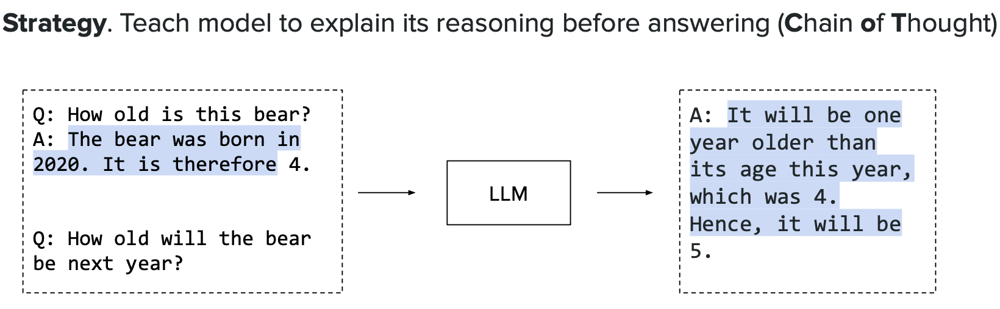 Strategy. Teach model to explain its reasoning before answering (Chain of Thought)
Q: How old is this bear?
A: The bear was born in
2020. It is therefore 4.
Q: How old will the bear
be next year?
LLM
A: It will be one
year older than
its age this year,
which was 4.
Hence, it will be
5.